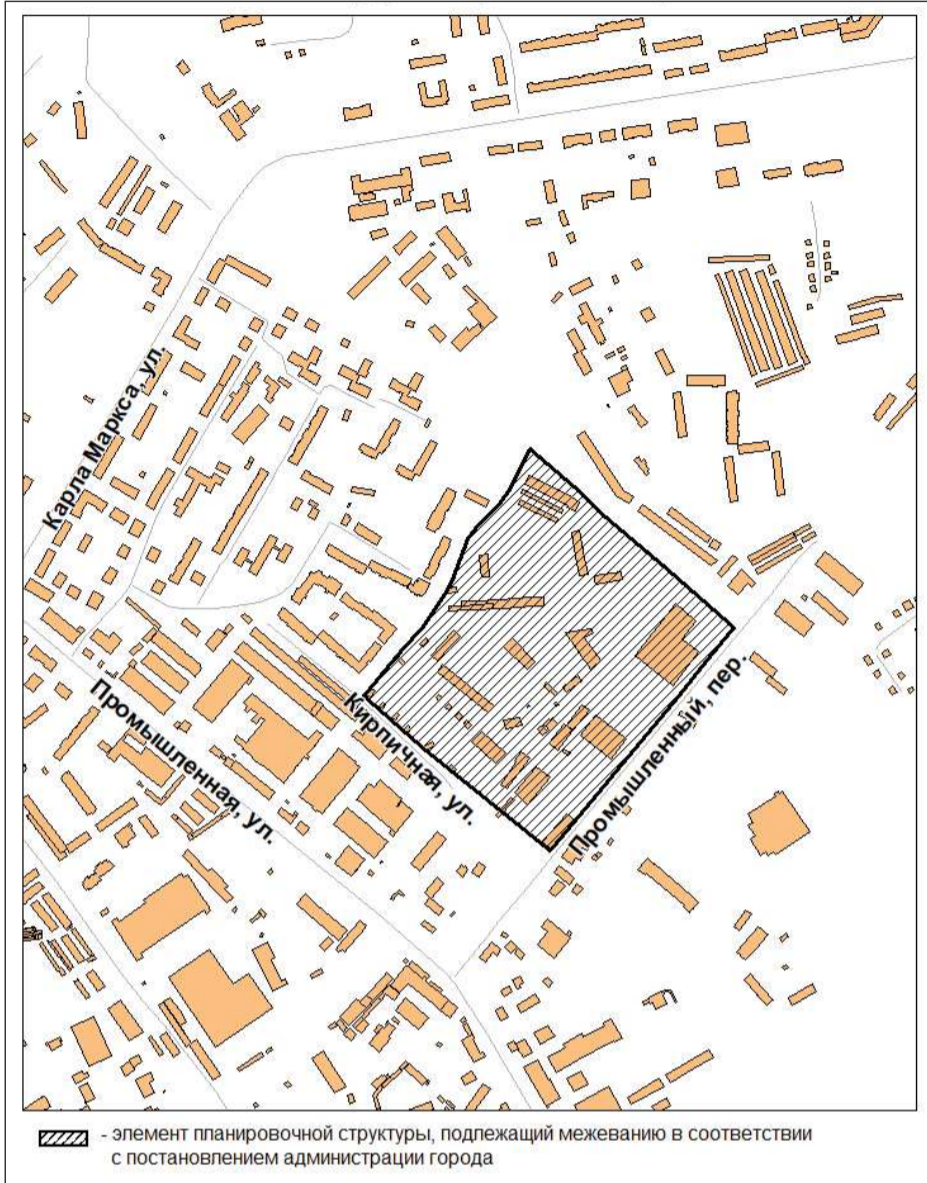 Карла Маркса, ул.
Промышленная, ул.
Кирпичная, ул.
Промышленный, пер.
- элемент планировочной структуры, подлежащий межеванию в соответствии
с постановлением администрации города